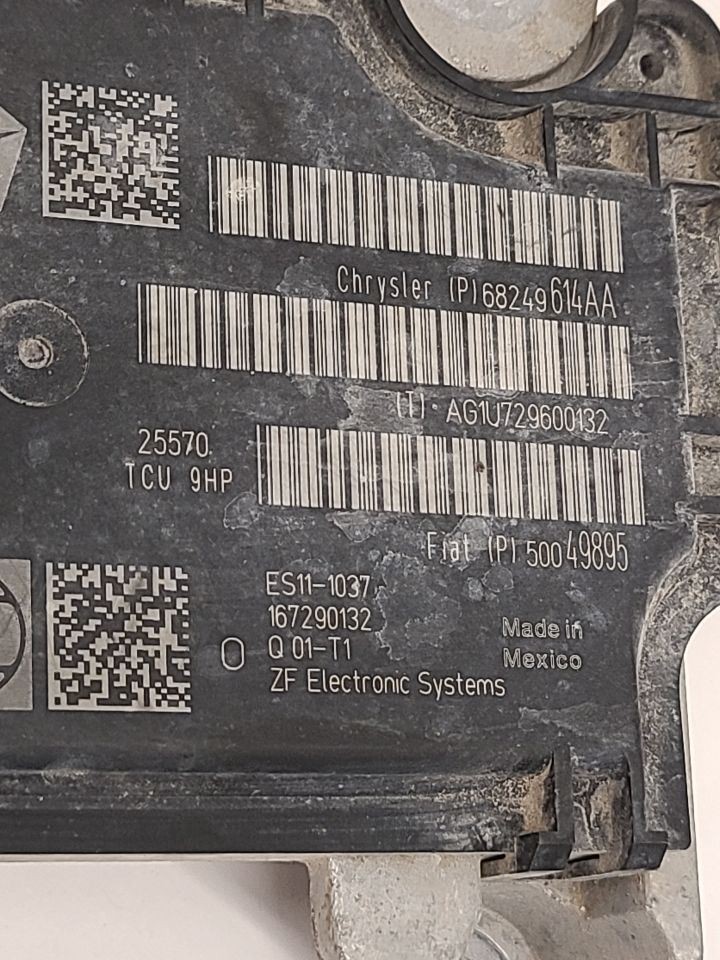 Chrysler (P)68249614AA
(T) · AG1U729600132
25570
TCU 9HP
Fiat (P) 50049895
ES11-1037
167290132
O Q 01-T1
ZF Electronic Systems
Made in
Mexico